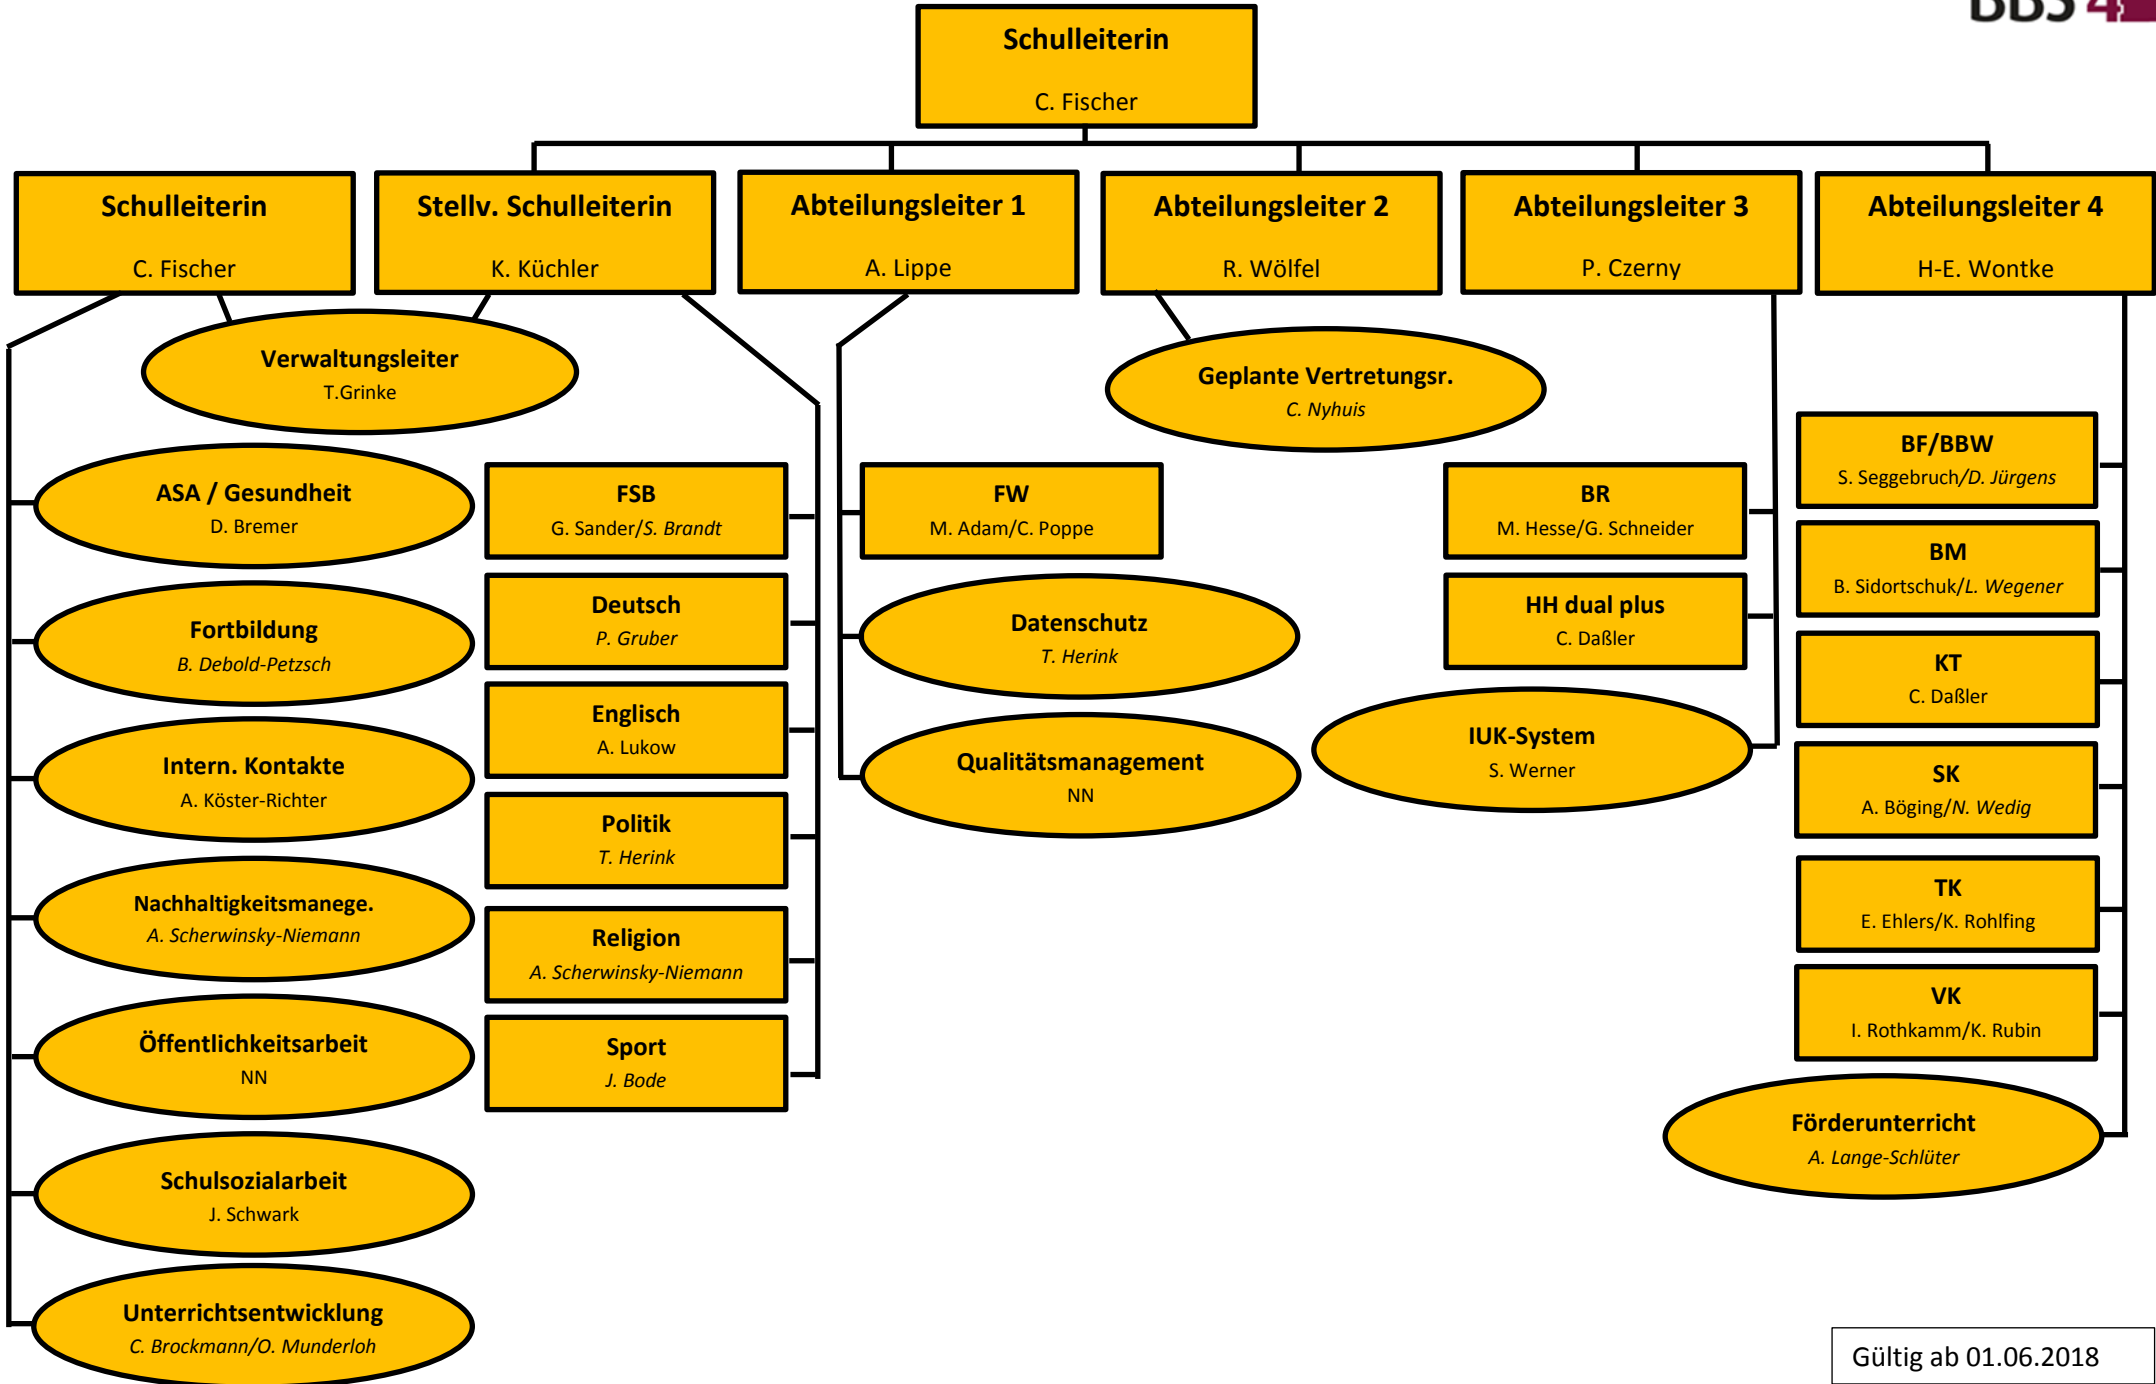 BBS 4
Schulleiterin
C. Fischer
Schulleiterin
C. Fischer
Stellv. Schulleiterin
K. Küchler
Abteilungsleiter 1
A. Lippe
Abteilungsleiter 2
R. Wölfel
Abteilungsleiter 3
P. Czerny
Abteilungsleiter 4
H-E. Wontke
Verwaltungsleiter
T.Grinke
ASA / Gesundheit
D. Bremer
Fortbildung
B. Debold-Petzsch
Intern. Kontakte
A. Köster-Richter
Nachhaltigkeitsmanege.
A. Scherwinsky-Niemann
Öffentlichkeitsarbeit
NN
Schulsozialarbeit
J. Schwark
Unterrichtsentwicklung
C. Brockmann/O. Munderloh
FSB
G. Sander/S. Brandt
Deutsch
P. Gruber
Englisch
A. Lukow
Politik
T. Herink
Religion
A. Scherwinsky-Niemann
Sport
J. Bode
FW
M. Adam/C. Poppe
Datenschutz
T. Herink
Qualitätsmanagement
NN
Geplante Vertretungsr.
C. Nyhuis
BR
M. Hesse/G. Schneider
HH dual plus
C. Daßler
IUK-System
S. Werner
BF/BBW
S. Seggebruch/D. Jürgens
BM
B. Sidortschuk/L. Wegener
KT
C. Daßler
SK
A. Böging/N. Wedig
TK
E. Ehlers/K. Rohlfing
VK
I. Rothkamm/K. Rubin
Förderunterricht
A. Lange-Schlüter
Gültig ab 01.06.2018